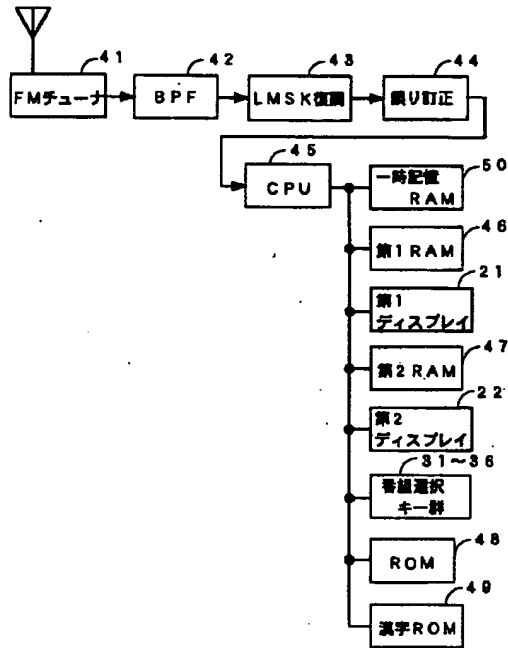 41
FMチューナ
42
BPF
43
LMSK復調
44
誤り訂正
45
CPU
50
一時記憶
RAM
46
第1RAM
21
第1
ディスプレイ
47
第2RAM
22
第2
ディスプレイ
31〜36
番組選択
キー群
48
ROM
49
漢字ROM